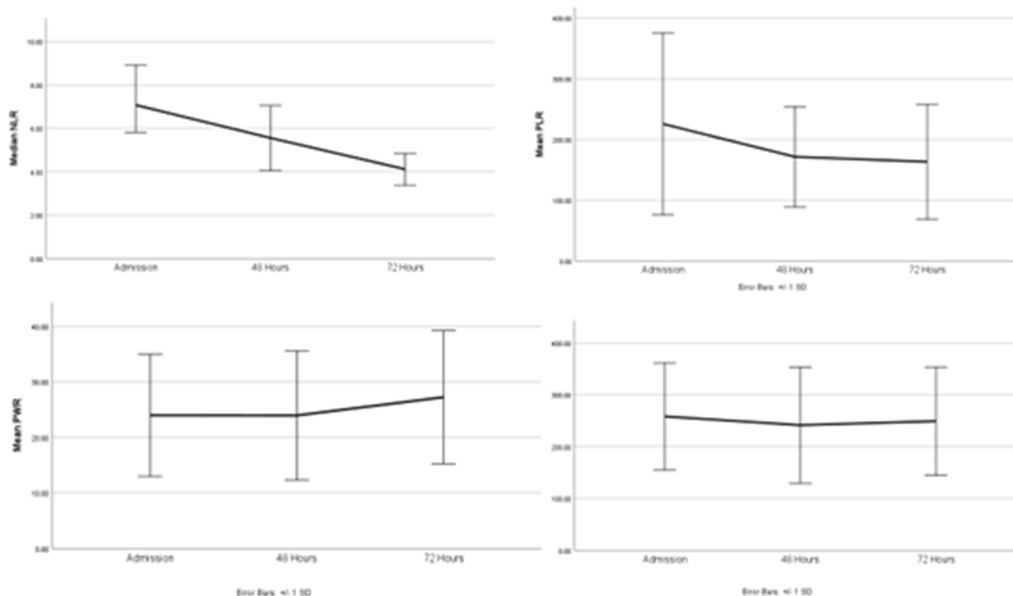 Median NLR
10.00
8.00
6.00
4.00
2.00
0.00
Admission
48 Hours
72 Hours
Mean PLR
400.00
300.00
200.00
100.00
0.00
Admission
48 Hours
72 Hours
Error Bars: +/- 1 SD
Mean PWR
40.00
30.00
20.00
10.00
0.00
Admission
48 Hours
72 Hours
Error Bars: +/- 1 SD
400.00
300.00
200.00
100.00
0.00
Admission
48 Hours
72 Hours
Error Bars: +/- 1 SD